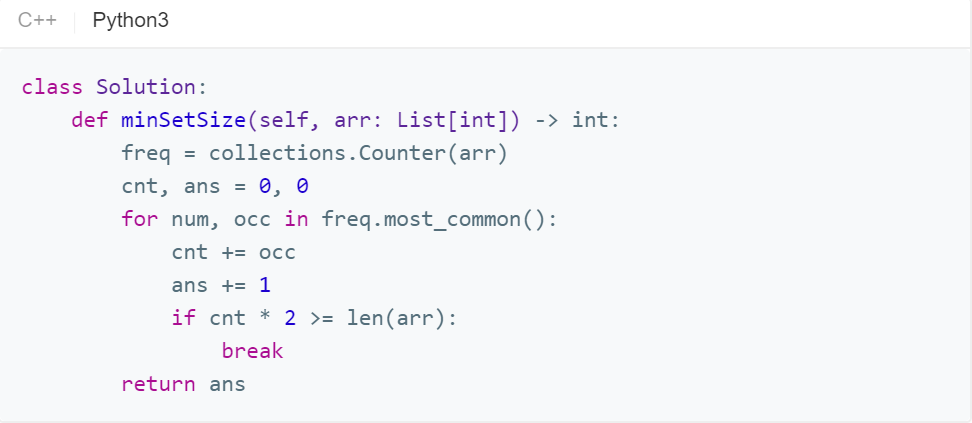 C++ Python3
class Solution:
    def minSetSize(self, arr: List[int]) -> int:
        freq = collections.Counter(arr)
        cnt, ans = 0, 0
        for num, occ in freq.most_common():
            cnt += occ
            ans += 1
            if cnt * 2 >= len(arr):
                break
        return ans